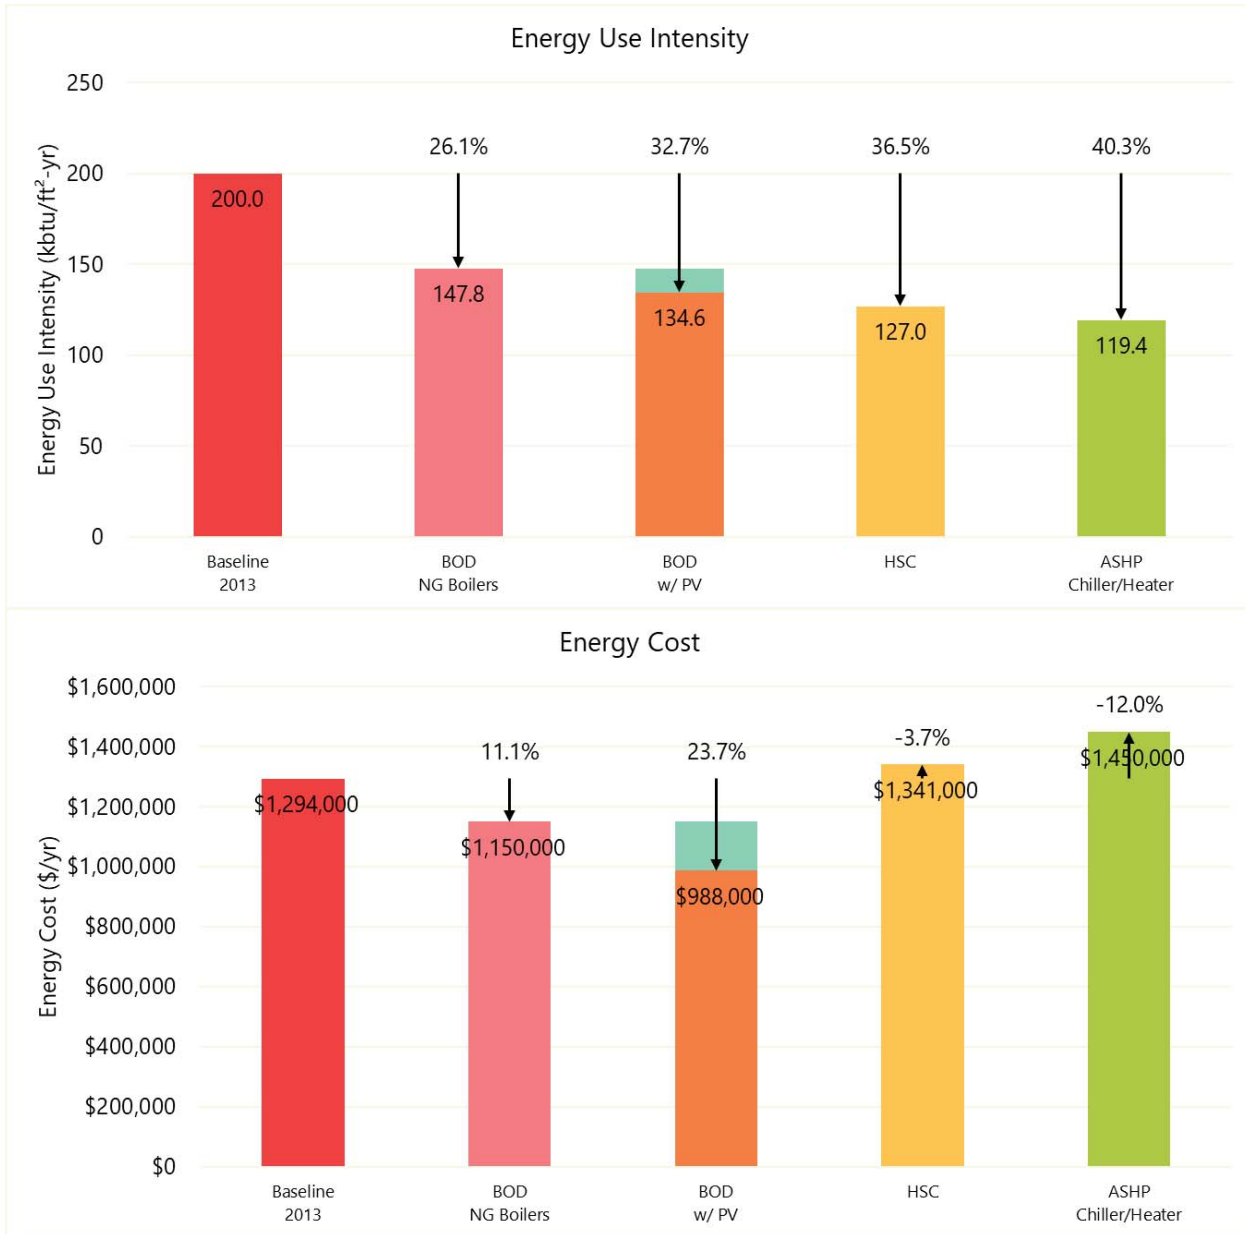 Energy Use Intensity
Energy Use Intensity (kbtu/ft²-yr)
250
200
150
100
50
0
26.1%
32.7%
36.5%
40.3%
200.0
147.8
134.6
127.0
119.4
Baseline
2013
BOD
NG Boilers
BOD
w/ PV
HSC
ASHP
Chiller/Heater
Energy Cost
Energy Cost ($/yr)
$1,600,000
$1,400,000
$1,200,000
$1,000,000
$800,000
$600,000
$400,000
$200,000
$0
11.1%
23.7%
-3.7%
-12.0%
$1,294,000
$1,150,000
$988,000
$1,341,000
$1,450,000
Baseline
2013
BOD
NG Boilers
BOD
w/ PV
HSC
ASHP
Chiller/Heater